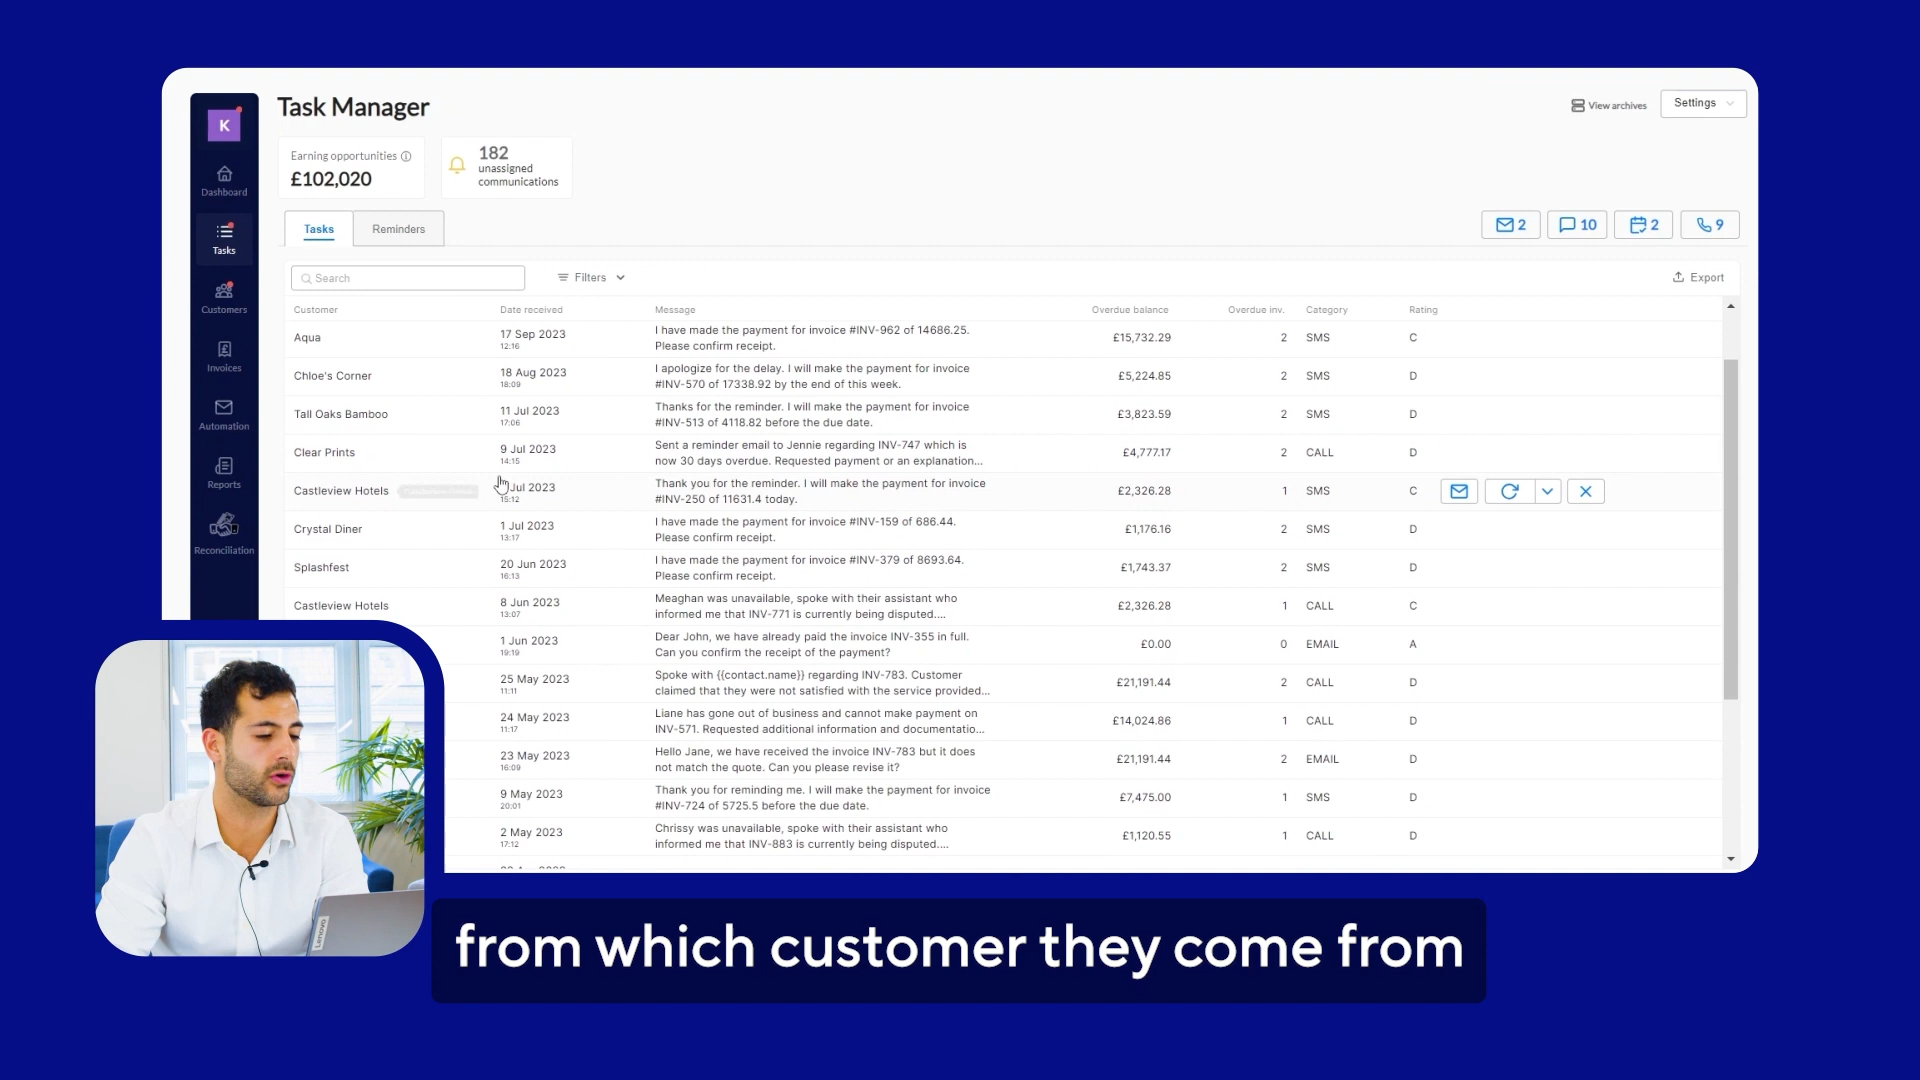 K
Dashboard
Tasks
Customers
Invoices
Automation
Reports
Reconciliation
Task Manager
View archives
Settings
Earning opportunities
£102,020
182
unassigned
communications
Tasks
Reminders
2
10
2
9
Search
Filters
Export
Customer Date received Message Overdue balance Overdue inv. Category Rating
Aqua 17 Sep 2023 I have made the payment for invoice #INV-962 of 14686.25. £15,732.29 2 SMS C
12:16 Please confirm receipt.
Chloe's Corner 18 Aug 2023 I apologize for the delay. I will make the payment for invoice £5,224.85 2 SMS D
18:09 #INV-570 of 17338.92 by the end of this week.
Tall Oaks Bamboo 11 Jul 2023 Thanks for the reminder. I will make the payment for invoice £3,823.59 2 SMS D
17:06 #INV-513 of 4118.82 before the due date.
Clear Prints 9 Jul 2023 Sent a reminder email to Jennie regarding INV-747 which is £4,777.17 2 CALL D
14:15 now 30 days overdue. Requested payment or an explanation...
Castleview Hotels Jul 2023 Thank you for the reminder. I will make the payment for invoice £2,326.28 1 SMS C
15:12 #INV-250 of 11631.4 today.
Crystal Diner 1 Jul 2023 I have made the payment for invoice #INV-159 of 686.44. £1,176.16 2 SMS D
13:17 Please confirm receipt.
Splashfest 20 Jun 2023 I have made the payment for invoice #INV-379 of 8693.64. £1,743.37 2 SMS D
16:13 Please confirm receipt.
Castleview Hotels 8 Jun 2023 Meaghan was unavailable, spoke with their assistant who £2,326.28 1 CALL C
13:07 informed me that INV-771 is currently being disputed....
1 Jun 2023 Dear John, we have already paid the invoice INV-355 in full. £0.00 0 EMAIL A
19:19 Can you confirm the receipt of the payment?
25 May 2023 Spoke with {{contact.name}} regarding INV-783. Customer £21,191.44 2 CALL D
11:11 claimed that they were not satisfied with the service provided...
24 May 2023 Liane has gone out of business and cannot make payment on £14,024.86 1 CALL D
11:17 INV-571. Requested additional information and documentatio...
23 May 2023 Hello Jane, we have received the invoice INV-783 but it does £21,191.44 2 EMAIL D
16:09 not match the quote. Can you please revise it?
9 May 2023 Thank you for reminding me. I will make the payment for invoice £7,475.00 1 SMS D
20:01 #INV-724 of 5725.5 before the due date.
2 May 2023 Chrissy was unavailable, spoke with their assistant who £1,120.55 1 CALL D
17:12 informed me that INV-883 is currently being disputed....
Lenovo
from which customer they come from